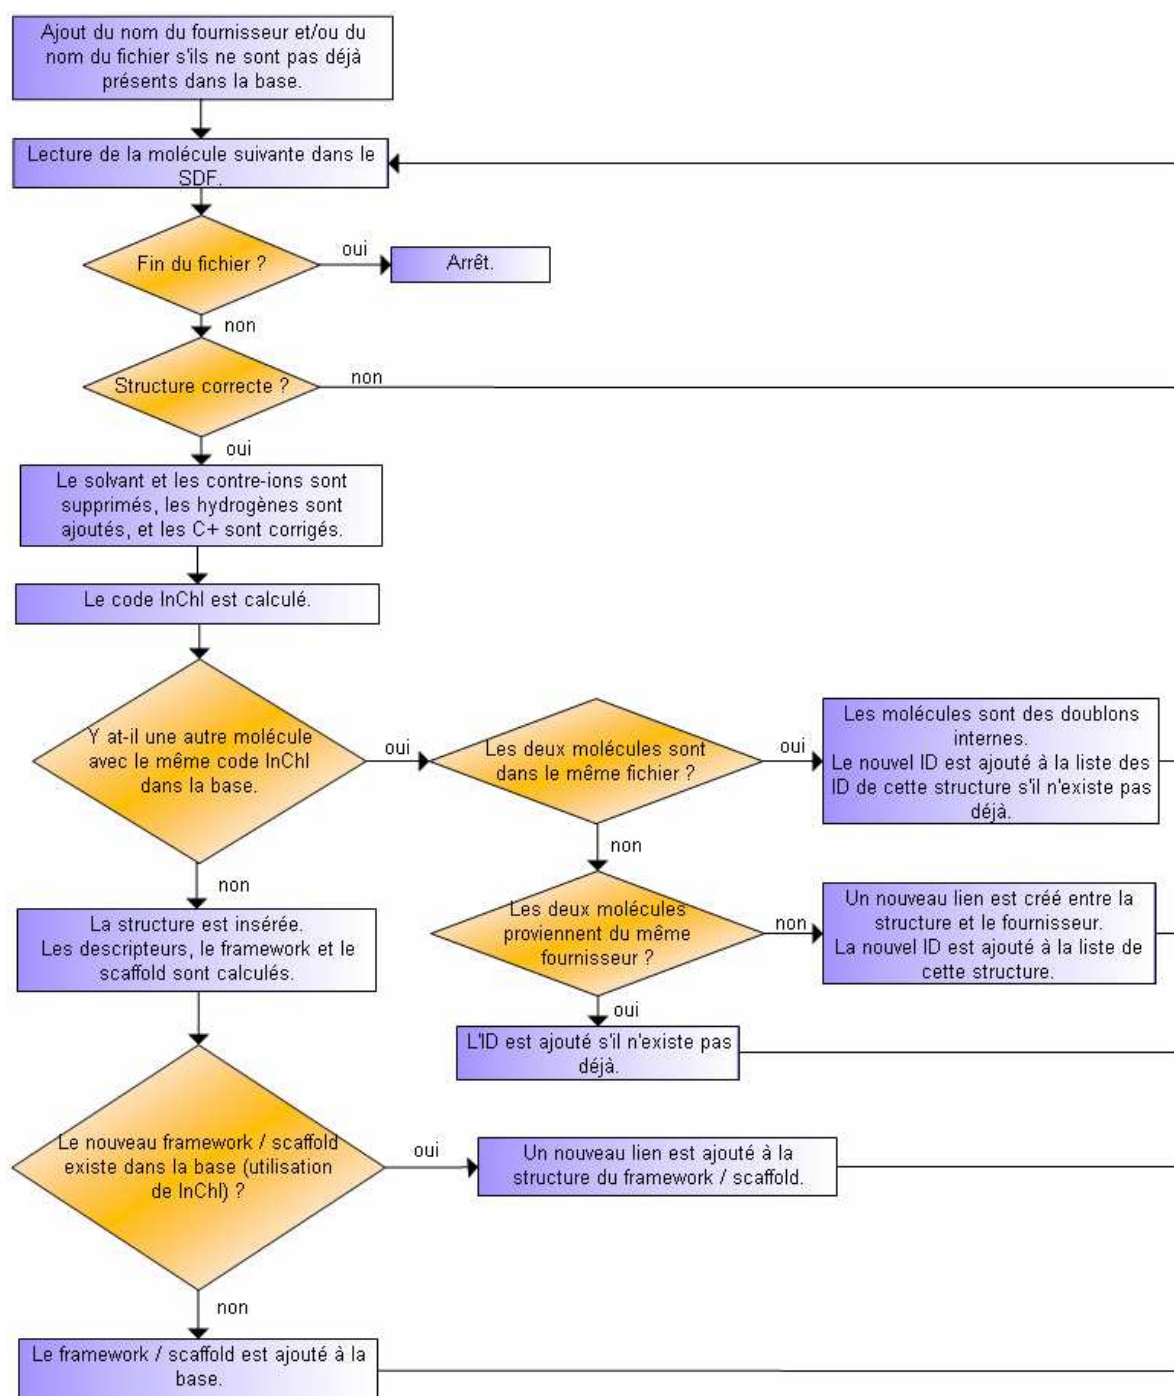 Ajout du nom du fournisseur et/ou du
nom du fichier s'ils ne sont pas déjà
présents dans la base.
Lecture de la molécule suivante dans le
SDF.
Fin du fichier ?
oui
Arrêt.
non
Structure correcte ?
non
oui
Le solvant et les contre-ions sont
supprimés, les hydrogènes sont
ajoutés, et les C+ sont corrigés.
Le code InChI est calculé.
Y at-il une autre molécule
avec le même code InChI
dans la base.
oui
Les deux molécules sont
dans le même fichier ?
oui
Les molécules sont des doublons
internes.
Le nouvel ID est ajouté à la liste des
ID de cette structure s'il n'existe pas
déjà.
non
non
Les deux molécules
proviennent du même
fournisseur ?
non
Un nouveau lien est créé entre la
structure et le fournisseur.
La nouvel ID est ajouté à la liste de
cette structure.
La structure est insérée.
Les descripteurs, le framework et le
scaffold sont calculés.
oui
L'ID est ajouté s'il n'existe pas
déjà.
Le nouveau framework / scaffold
existe dans la base (utilisation
de InChI) ?
oui
Un nouveau lien est ajouté à la
structure du framework / scaffold.
non
Le framework / scaffold est ajouté à la
base.